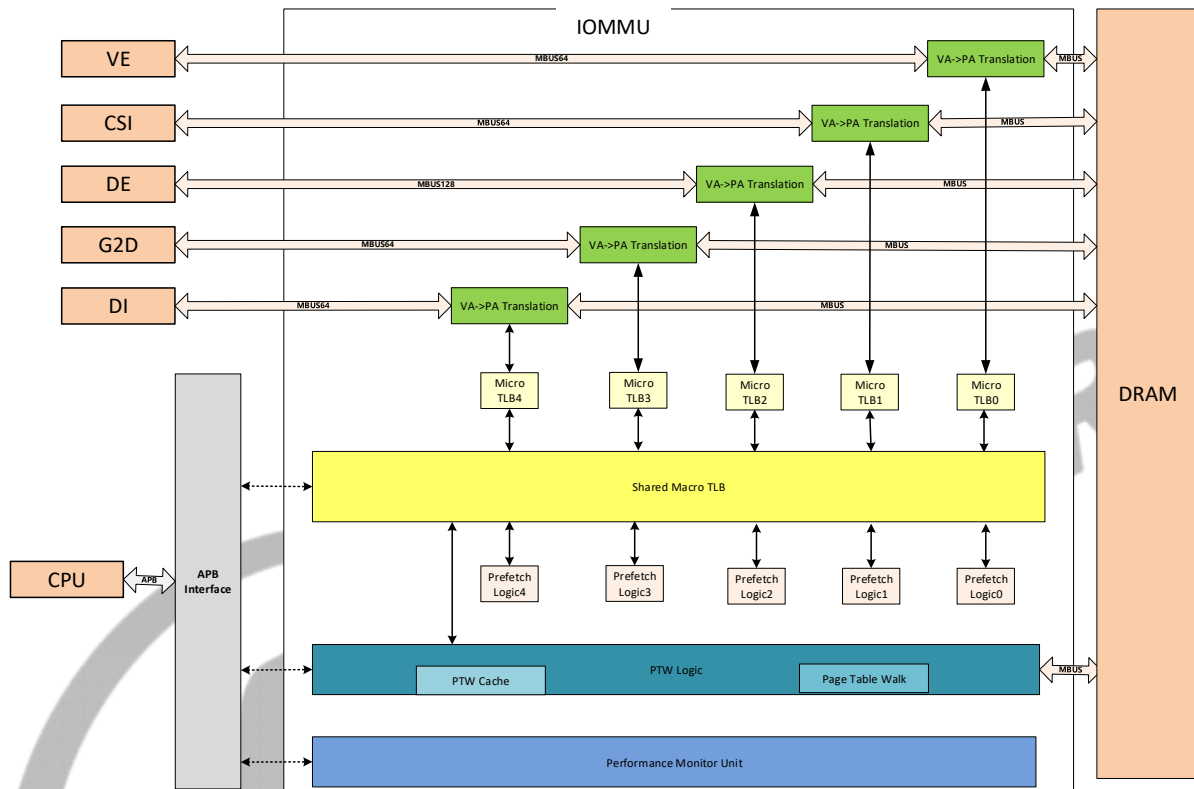 IOMMU
VE
MBUS64
VA->PA Translation
MBUS
CSI
MBUS64
VA->PA Translation
MBUS
DE
MBUS128
VA->PA Translation
MBUS
G2D
MBUS64
VA->PA Translation
MBUS
DI
MBUS64
VA->PA Translation
MBUS
DRAM
Micro
TLB4
Micro
TLB3
Micro
TLB2
Micro
TLB1
Micro
TLB0
Shared Macro TLB
CPU
APB
APB
Interface
Prefetch
Logic4
Prefetch
Logic3
Prefetch
Logic2
Prefetch
Logic1
Prefetch
Logic0
PTW Logic
PTW Cache
Page Table Walk
MBUS
Performance Monitor Unit